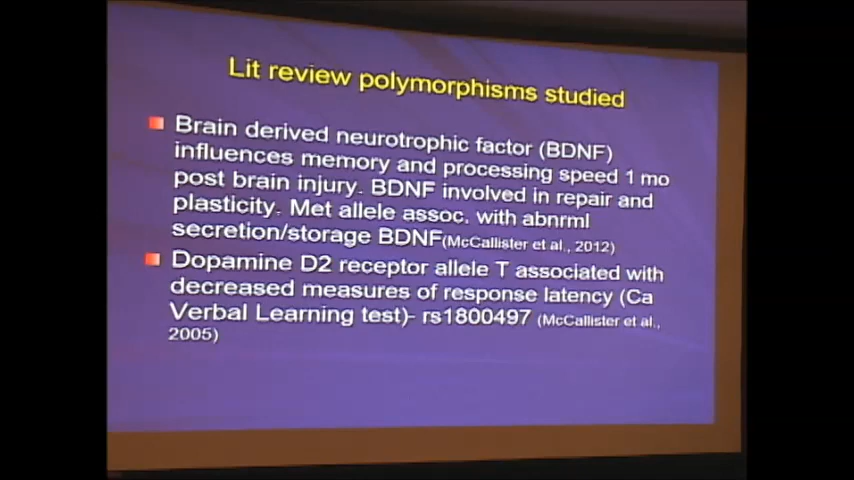 Lit review polymorphisms studied
Brain derived neurotrophic factor (BDNF)
influences memory and processing speed 1 mo
post brain injury. BDNF involved in repair and
plasticity. Met allele assoc. with abnrml
secretion/storage BDNF(McCallister et al., 2012)
Dopamine D2 receptor allele T associated with
decreased measures of response latency (Ca
Verbal Learning test)- rs1800497 (McCallister et al.,
2005)